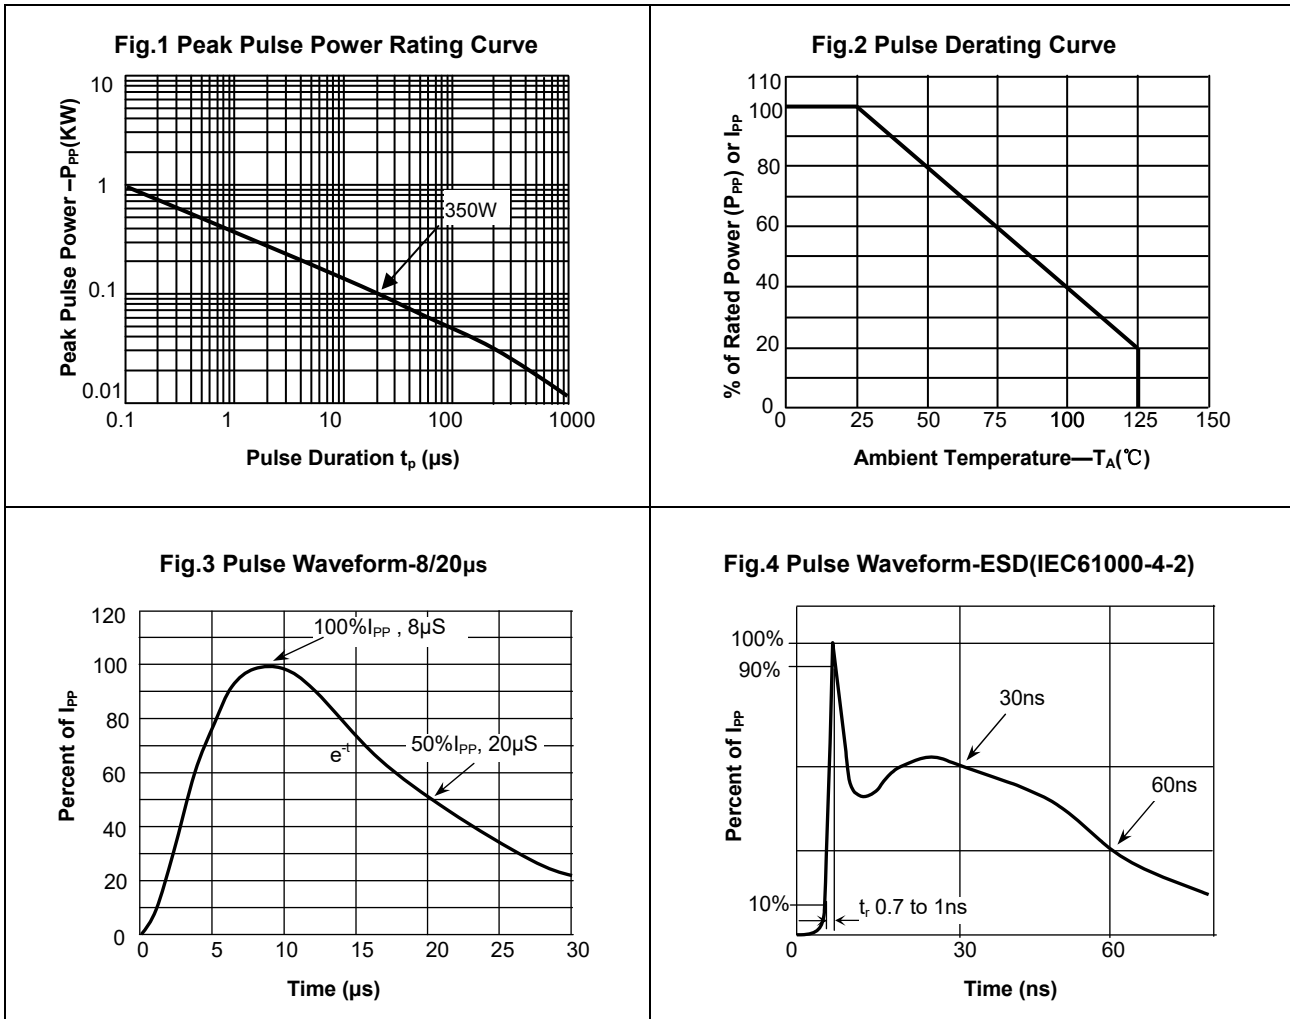 Fig.1 Peak Pulse Power Rating Curve
Peak Pulse Power –PPP(KW)
10
1
0.1
0.01
350W
0.1 1 10 100 1000
Pulse Duration tp (µs)
Fig.2 Pulse Derating Curve
% of Rated Power (PPP) or IPP
110
100
80
60
40
20
0
0 25 50 75 100 125 150
Ambient Temperature—TA(℃)
Fig.3 Pulse Waveform-8/20µs
Percent of IPP
120
100
80
60
40
20
0
100%IPP , 8µS
e-t
50%IPP, 20µS
0 5 10 15 20 25 30
Time (µs)
Fig.4 Pulse Waveform-ESD(IEC61000-4-2)
Percent of IPP
100%
90%
10%
30ns
60ns
tr 0.7 to 1ns
0 30 60
Time (ns)